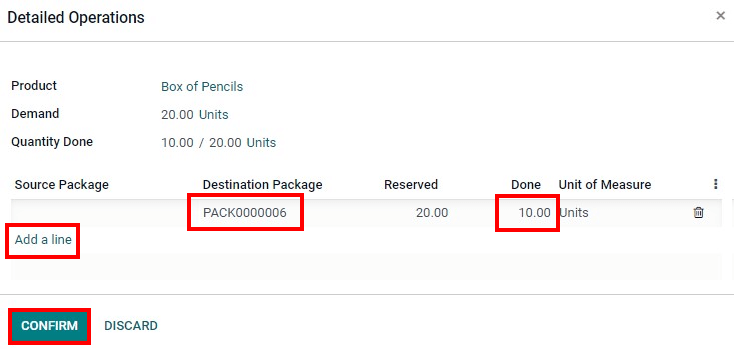 Detailed Operations ×
Product Box of Pencils
Demand 20.00 Units
Quantity Done 10.00 / 20.00 Units
Source Package Destination Package Reserved Done Unit of Measure
PACK0000006 20.00 10.00 Units
Add a line
CONFIRM DISCARD